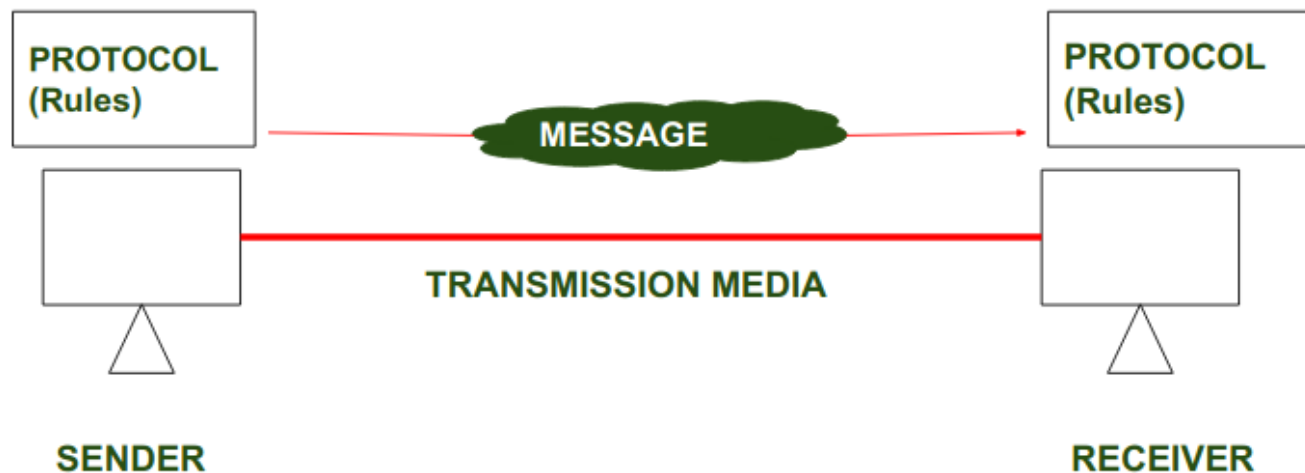 PROTOCOL
(Rules)
PROTOCOL
(Rules)
MESSAGE
TRANSMISSION MEDIA
SENDER
RECEIVER